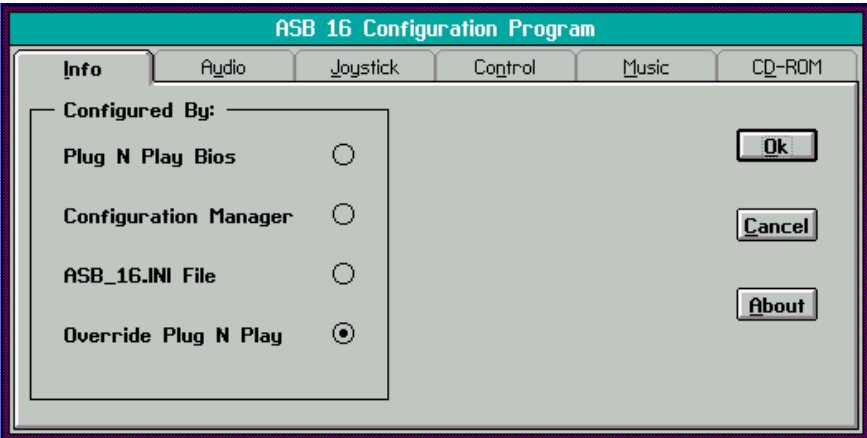 ASB 16 Configuration Program
Info Audio Joystick Control Music CD-ROM
Configured By:
Plug N Play Bios
Ok
Configuration Manager
Cancel
ASB_16.INI File
About
Override Plug N Play